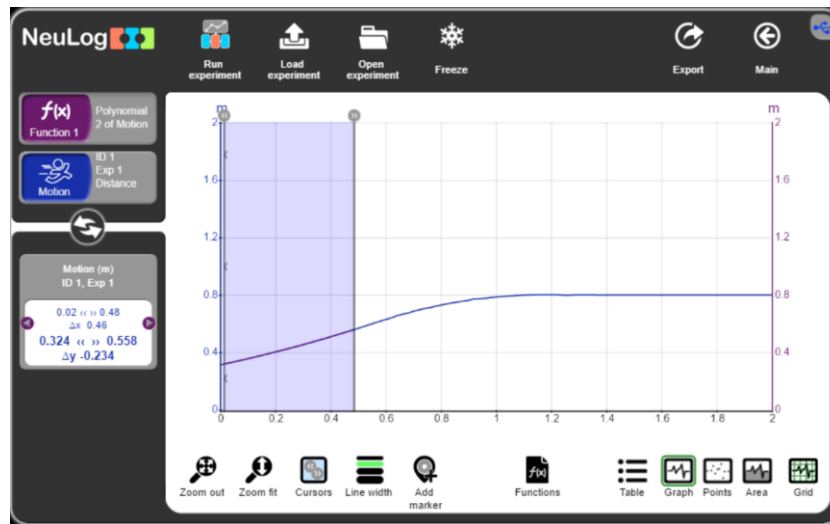 NeuLog
Run
experiment
Load
experiment
Open
experiment
Freeze
Export
Main
f(x)
Function 1
Polynomial
2 of Motion
Motion
ID 1
Exp 1
Distance
Motion (m)
ID 1, Exp 1
0.02 ‹‹ ›› 0.48
Δx 0.46
0.324 ‹‹ ›› 0.558
Δy -0.234
m
m
2
2
1.6
1.6
1.2
1.2
0.8
0.8
0.4
0.4
0
0
0 0.2 0.4 0.6 0.8 1 1.2 1.4 1.6 1.8 2
Zoom out
Zoom fit
Cursors
Line width
Add
marker
f(x)
Functions
Table
Graph
Points
Area
Grid